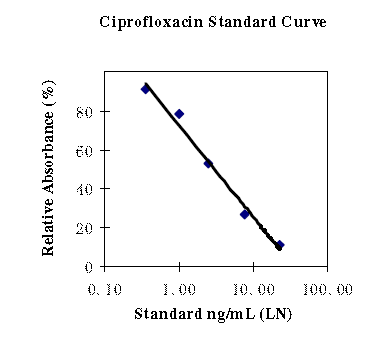 Ciprofloxacin Standard Curve
Relative Absorbance (%)
80
60
40
20
0
0.10 1.00 10.00 100.00
Standard ng/mL (LN)